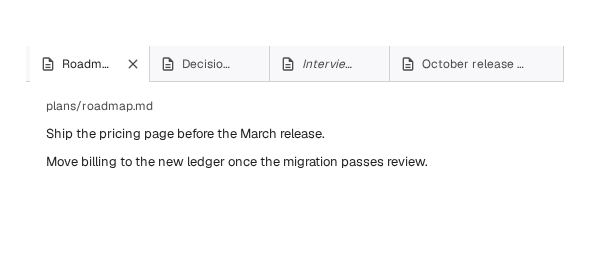 Roadm... Decisio... Intervie... October release ...
plans/roadmap.md
Ship the pricing page before the March release.
Move billing to the new ledger once the migration passes review.